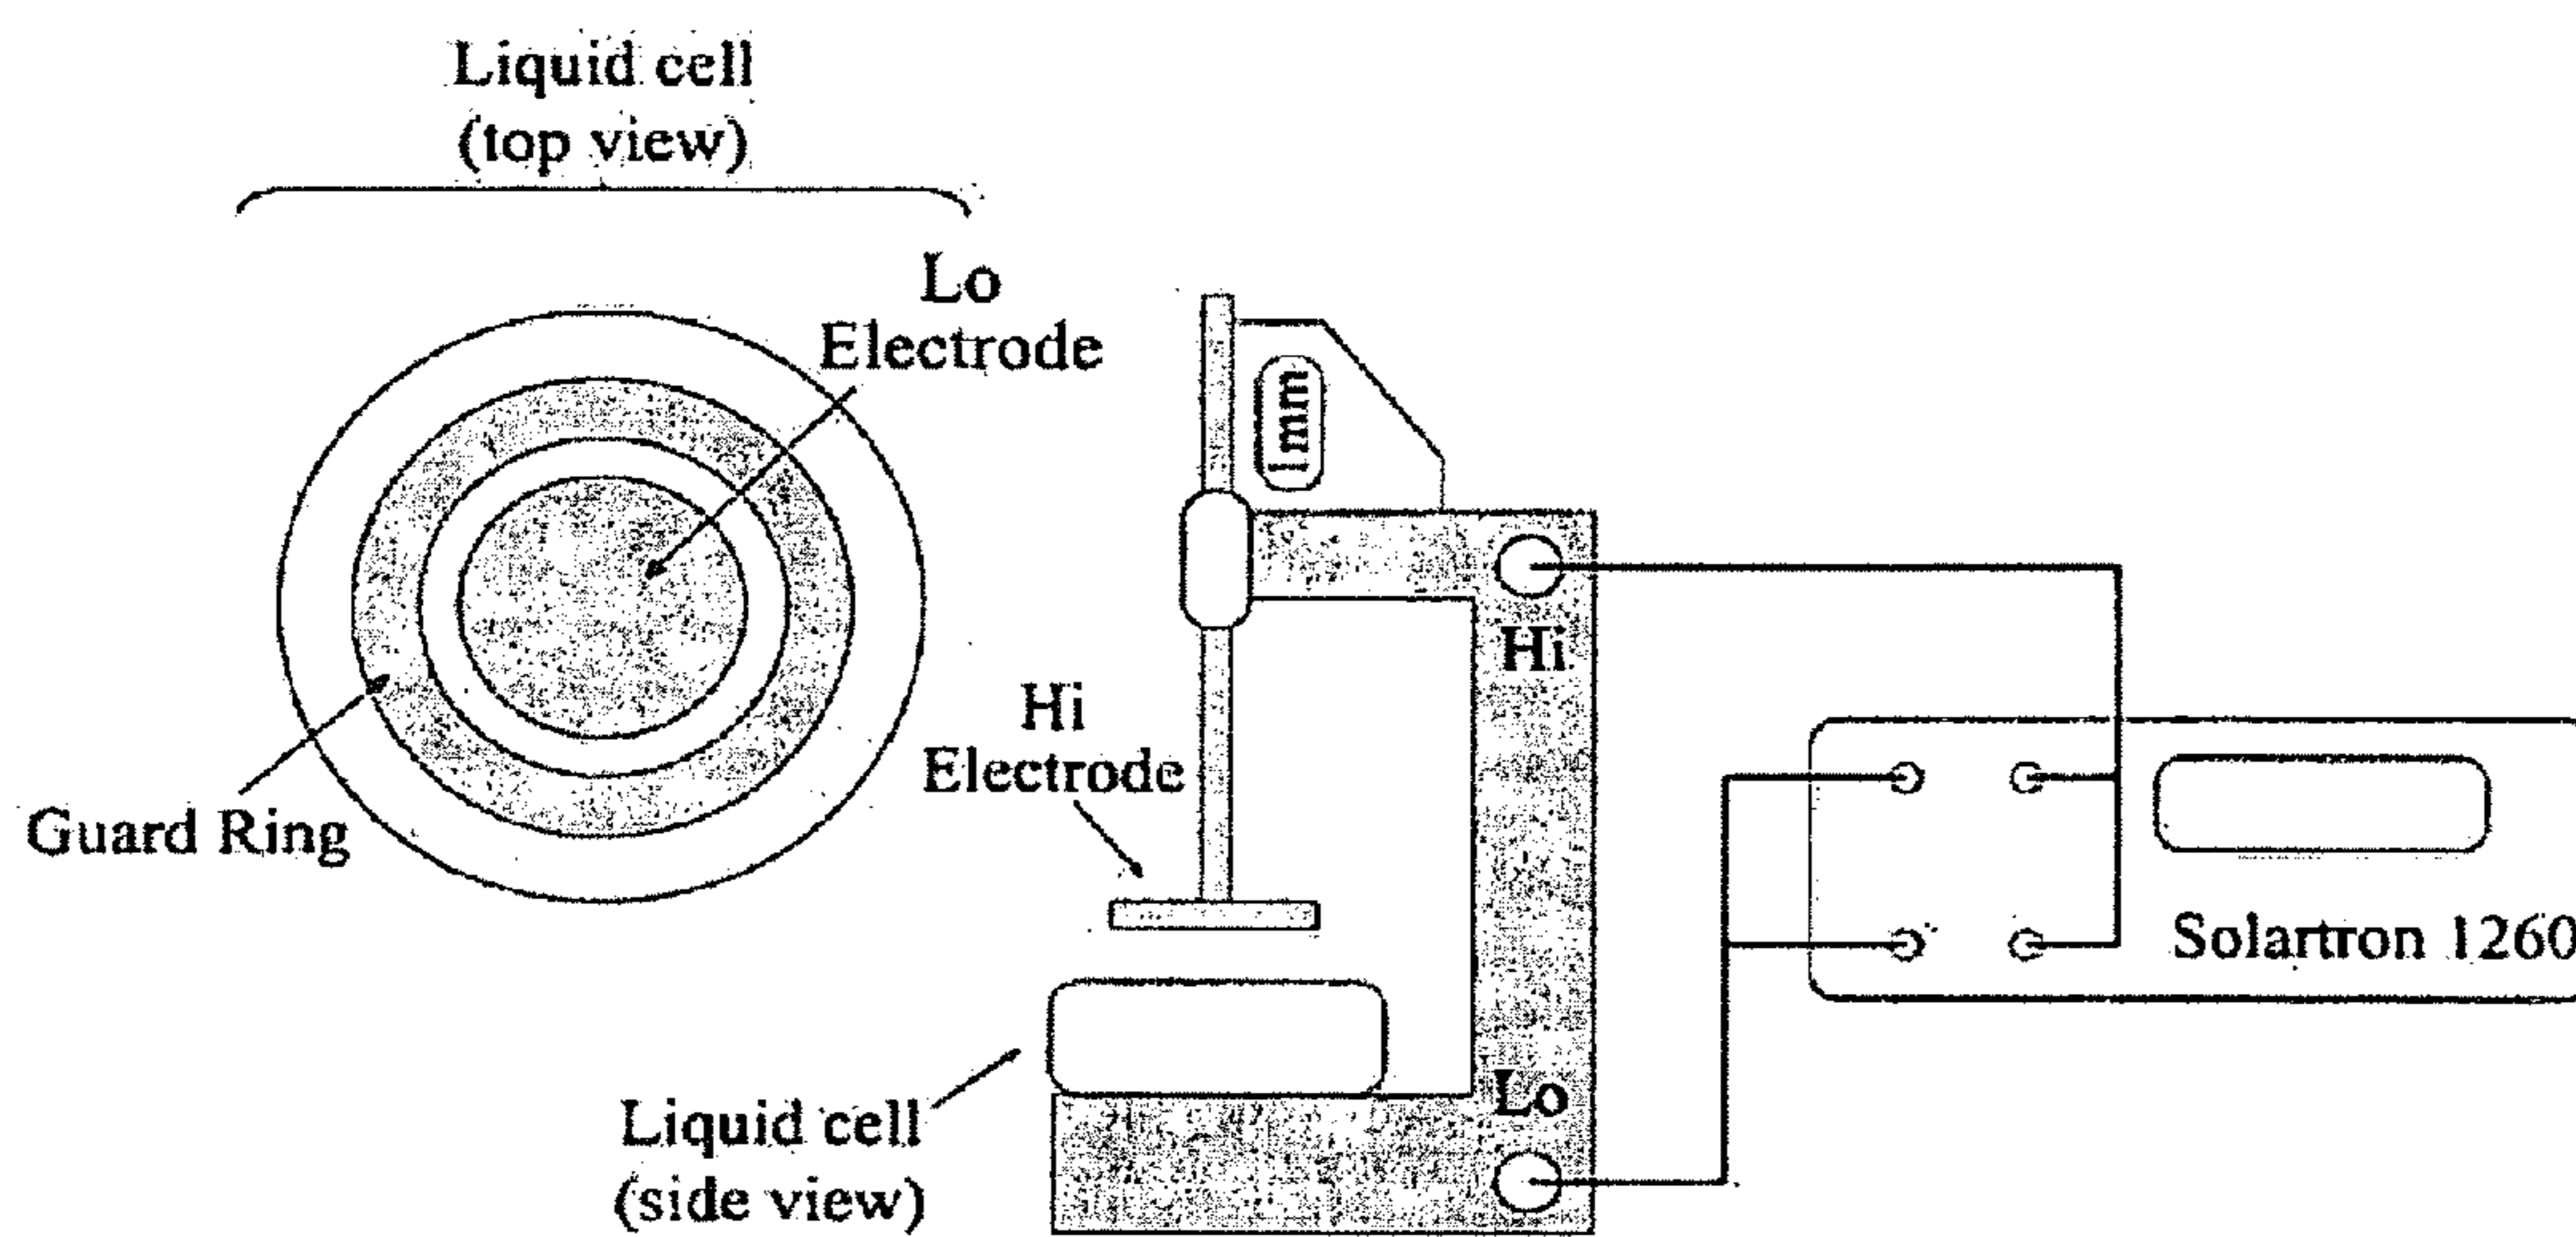 Liquid cell
(top view)
Lo
Electrode
Guard Ring
1mm
Hi
Hi
Electrode
Solartron 1260
Lo
Liquid cell
(side view)